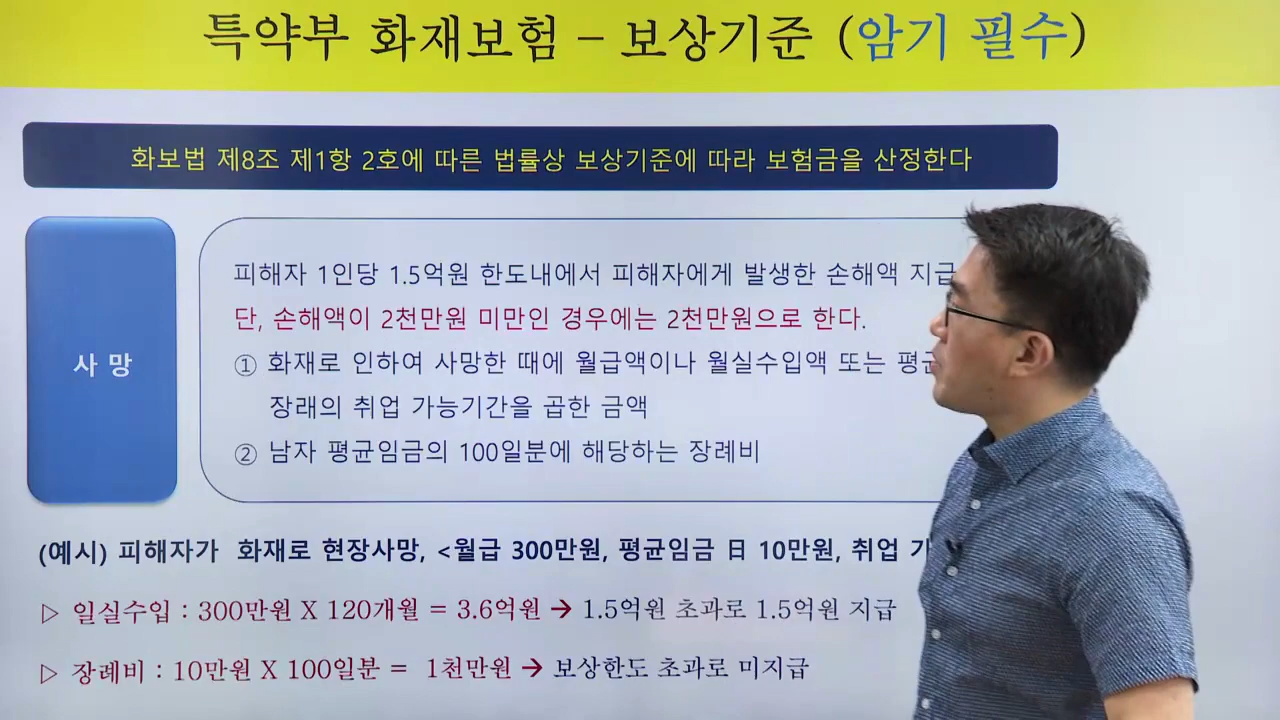 특약부 화재보험 – 보상기준 (암기 필수)
화보법 제8조 제1항 2호에 따른 법률상 보상기준에 따라 보험금을 산정한다
사 망
피해자 1인당 1.5억원 한도내에서 피해자에게 발생한 손해액 지급
단, 손해액이 2천만원 미만인 경우에는 2천만원으로 한다.
① 화재로 인하여 사망한 때에 월급액이나 월실수입액 또는
장래의 취업 가능기간을 곱한 금액
② 남자 평균임금의 100일분에 해당하는 장례비
(예시) 피해자가 화재로 현장사망, <월급 300만원, 평균임금 日 10만원, 취업
▷ 일실수입 : 300만원 X 120개월 = 3.6억원 → 1.5억원 초과로 1.5억원 지급
▷ 장례비 : 10만원 X 100일분 = 1천만원 → 보상한도 초과로 미지급